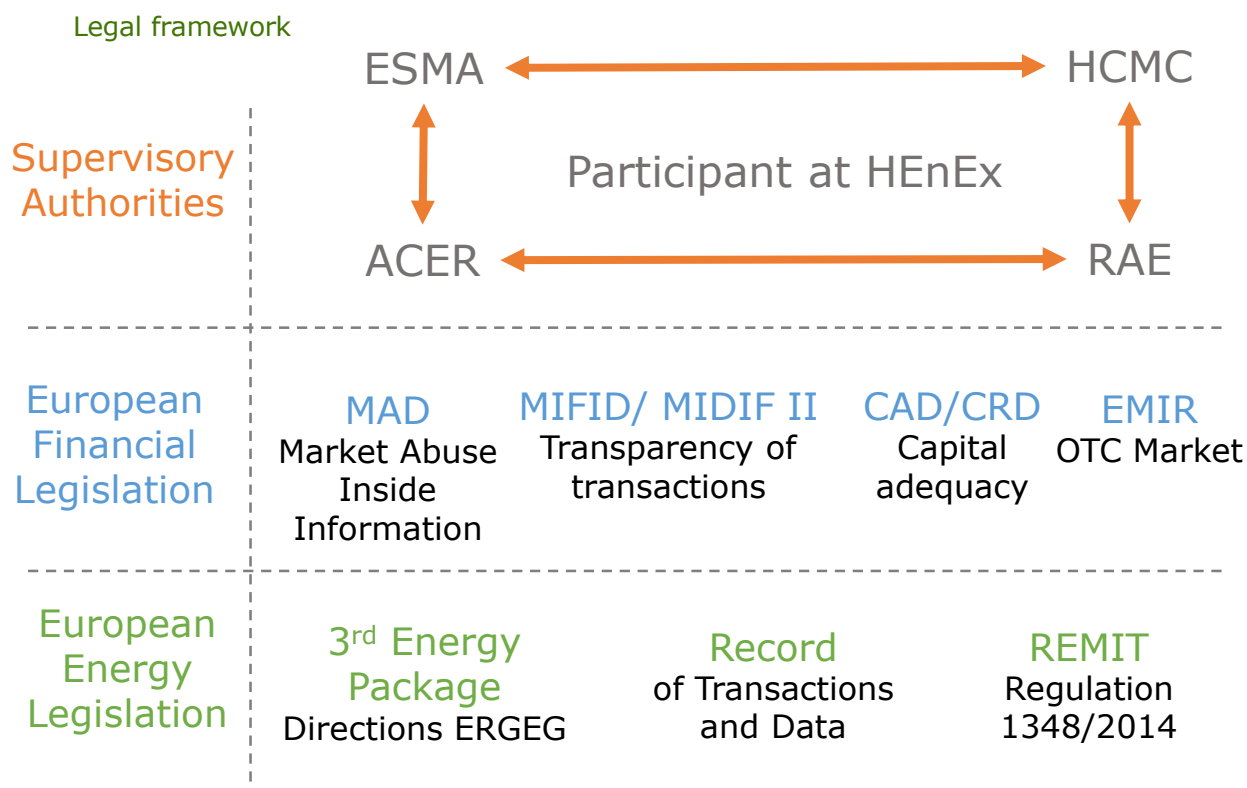 Legal framework
ESMA
HCMC
Supervisory
Authorities
Participant at HEnEx
ACER
RAE
European
Financial
Legislation
MAD
Market Abuse
Inside
Information
MIFID/ MIDIF II
Transparency of
transactions
CAD/CRD
Capital
adequacy
EMIR
OTC Market
European
Energy
Legislation
3rd Energy
Package
Directions ERGEG
Record
of Transactions
and Data
REMIT
Regulation
1348/2014